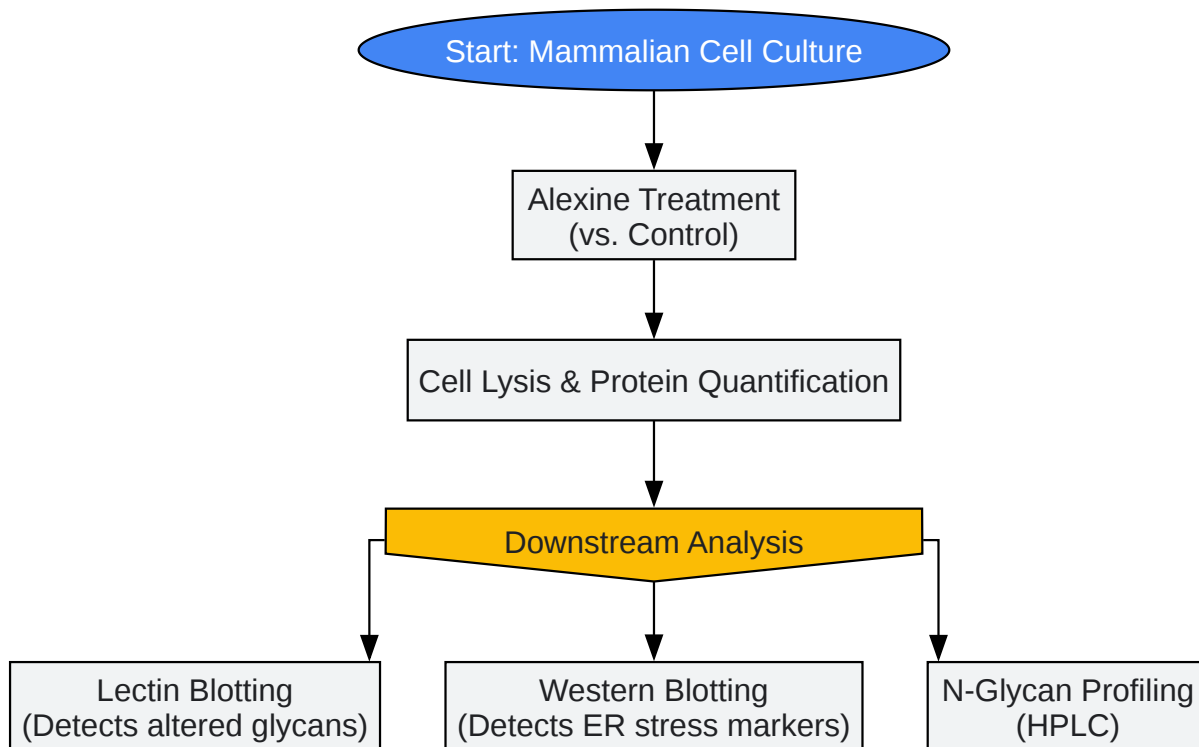 Start: Mammalian Cell Culture
Alexine Treatment
(vs. Control)
Cell Lysis & Protein Quantification
Downstream Analysis
Lectin Blotting
(Detects altered glycans)
Western Blotting
(Detects ER stress markers)
N-Glycan Profiling
(HPLC)